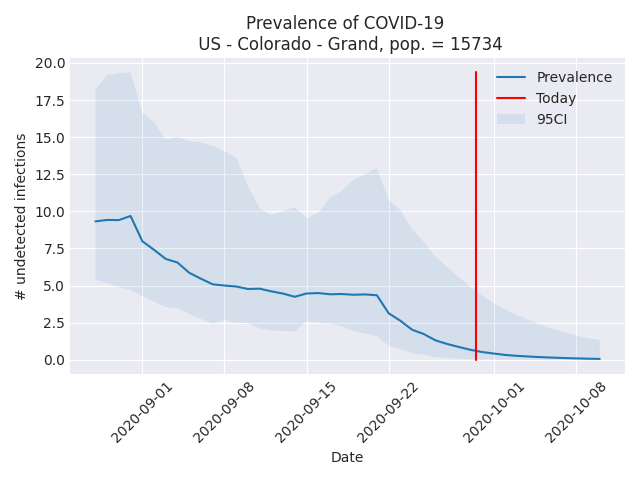 Prevalence of COVID-19
US - Colorado - Grand, pop. = 15734
20.0
17.5
15.0
12.5
10.0
7.5
5.0
2.5
0.0
# undetected infections
Prevalence
Today
95CI
2020-09-01
2020-09-08
2020-09-15
2020-09-22
2020-10-01
2020-10-08
Date